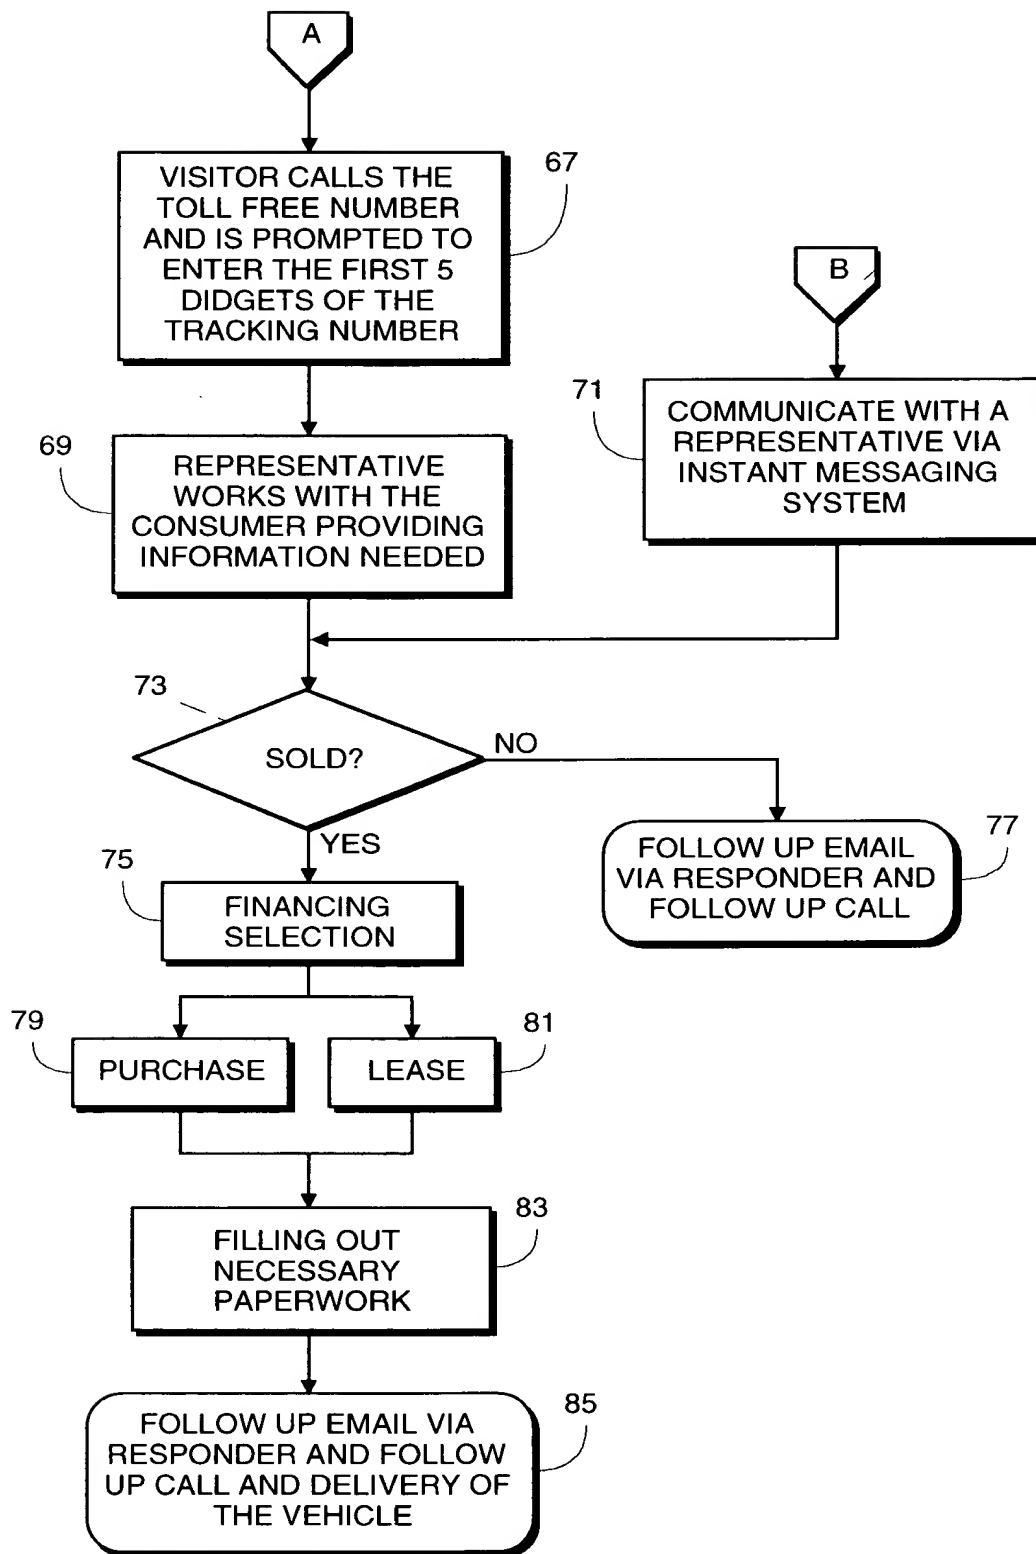 A
VISITOR CALLS THE
TOLL FREE NUMBER
AND IS PROMPTED TO
ENTER THE FIRST 5
DIDGETS OF THE
TRACKING NUMBER
67
B
REPRESENTATIVE
WORKS WITH THE
CONSUMER PROVIDING
INFORMATION NEEDED
69
COMMUNICATE WITH A
REPRESENTATIVE VIA
INSTANT MESSAGING
SYSTEM
71
73
SOLD?
NO
YES
75
FINANCING
SELECTION
FOLLOW UP EMAIL
VIA RESPONDER AND
FOLLOW UP CALL
77
79
PURCHASE
LEASE
81
FILLING OUT
NECESSARY
PAPERWORK
83
FOLLOW UP EMAIL VIA
RESPONDER AND FOLLOW
UP CALL AND DELIVERY OF
THE VEHICLE
85